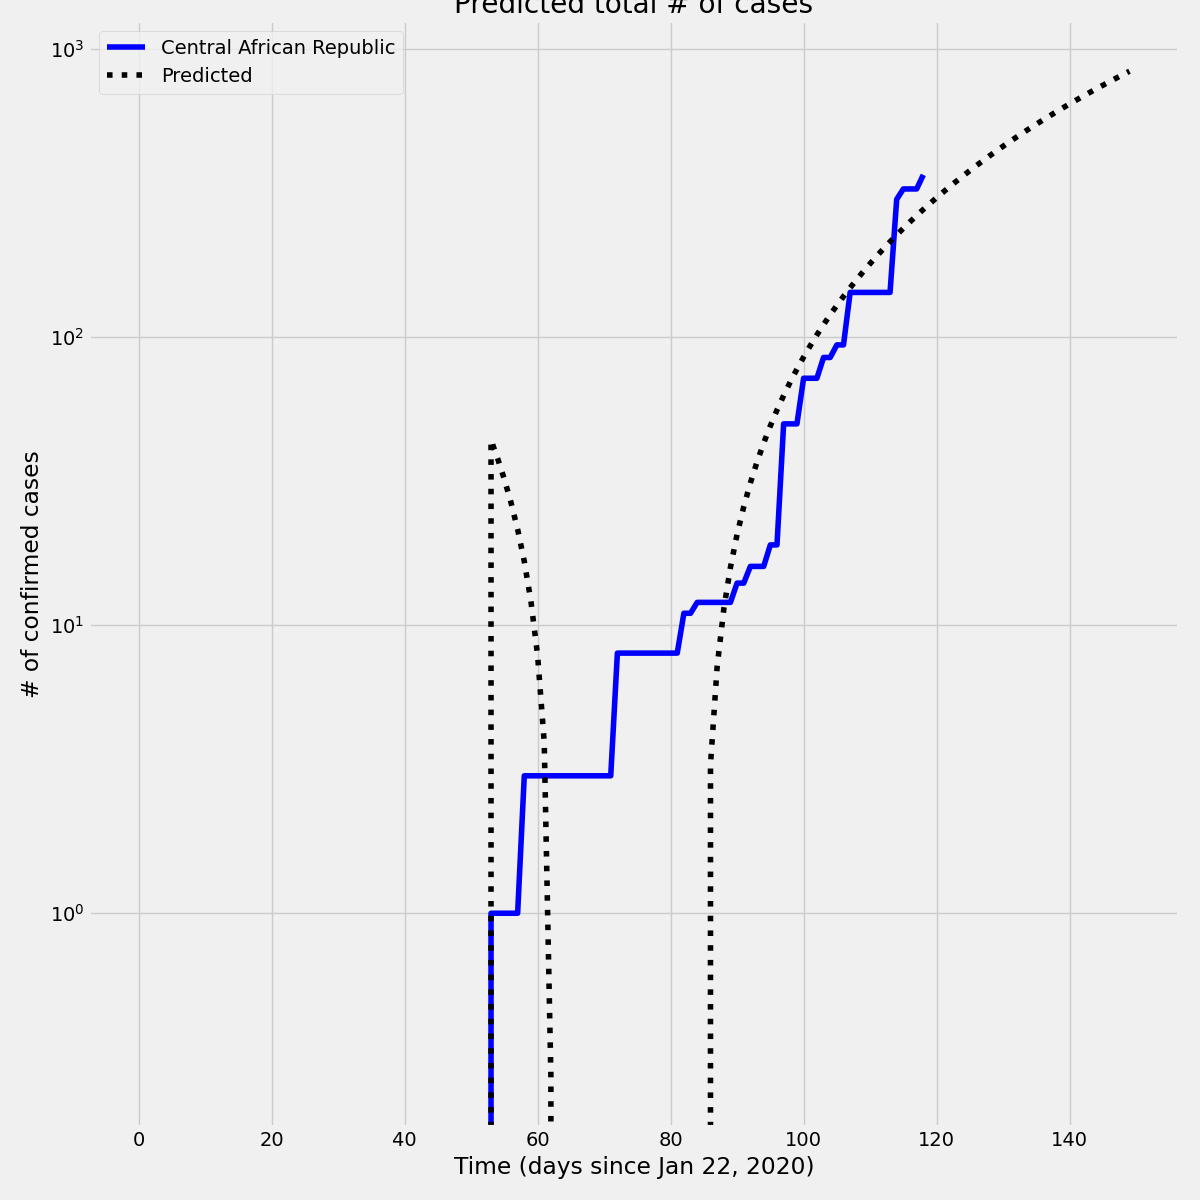 Predicted total # of cases
Central African Republic
Predicted
10³
10²
10¹
10⁰
# of confirmed cases
0 20 40 60 80 100 120 140
Time (days since Jan 22, 2020)